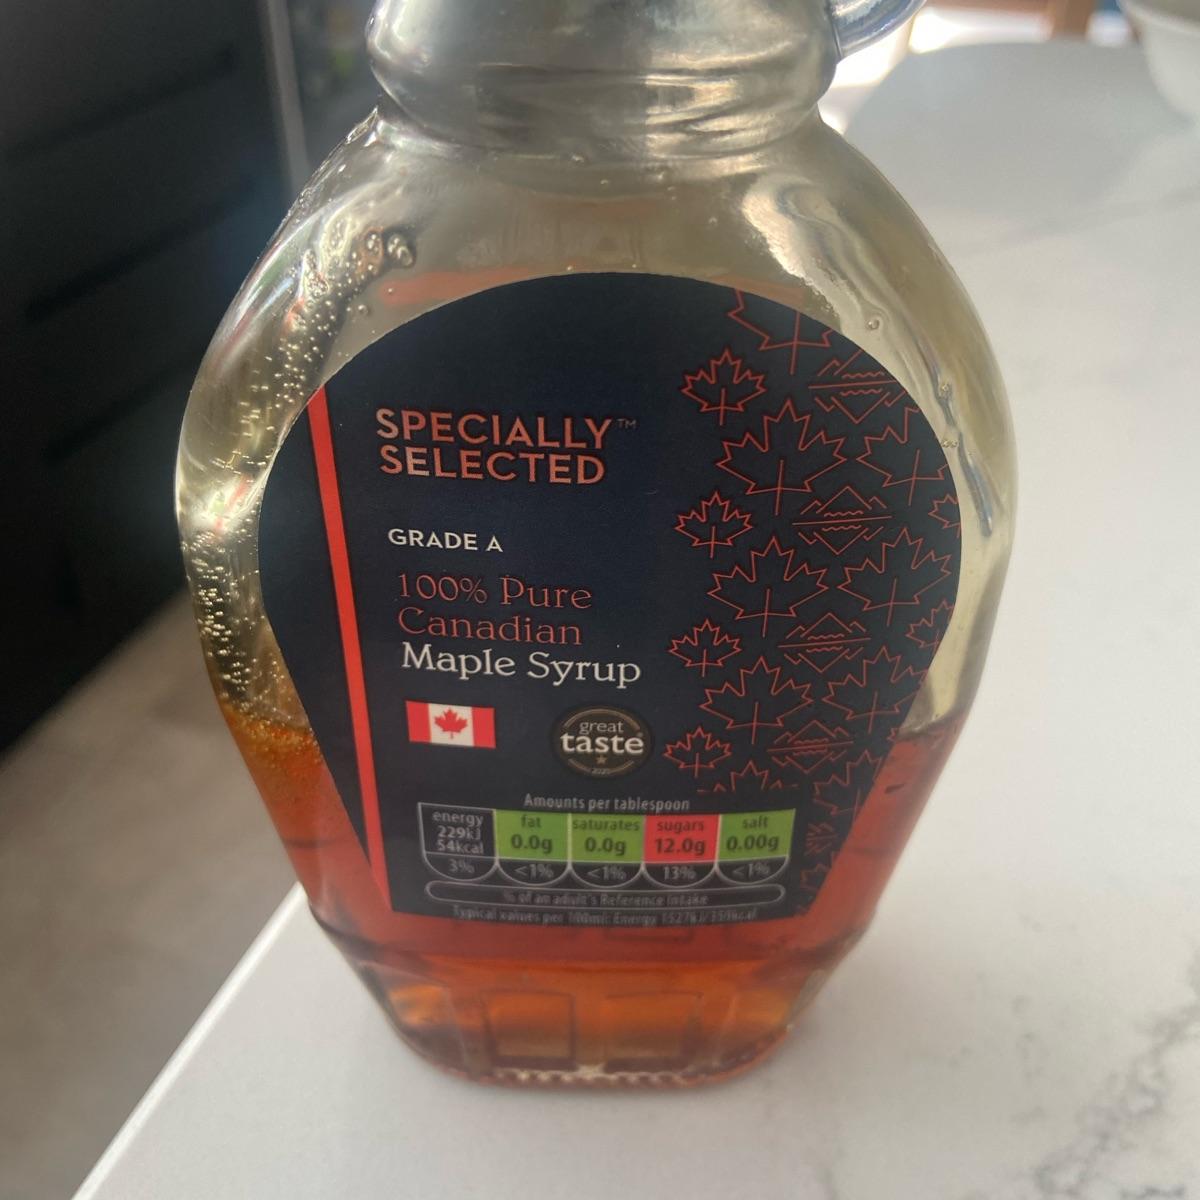 SPECIALLY™
SELECTED
GRADE A
100% Pure
Canadian
Maple Syrup
great
taste
Amounts per tablespoon
energy
229kJ
54kcal
3%
fat
0.0g
<1%
saturates
0.0g
<1%
sugars
12.0g
13%
salt
0.00g
<1%
% of an adult's Reference Intake
Typical values per 100ml: Energy